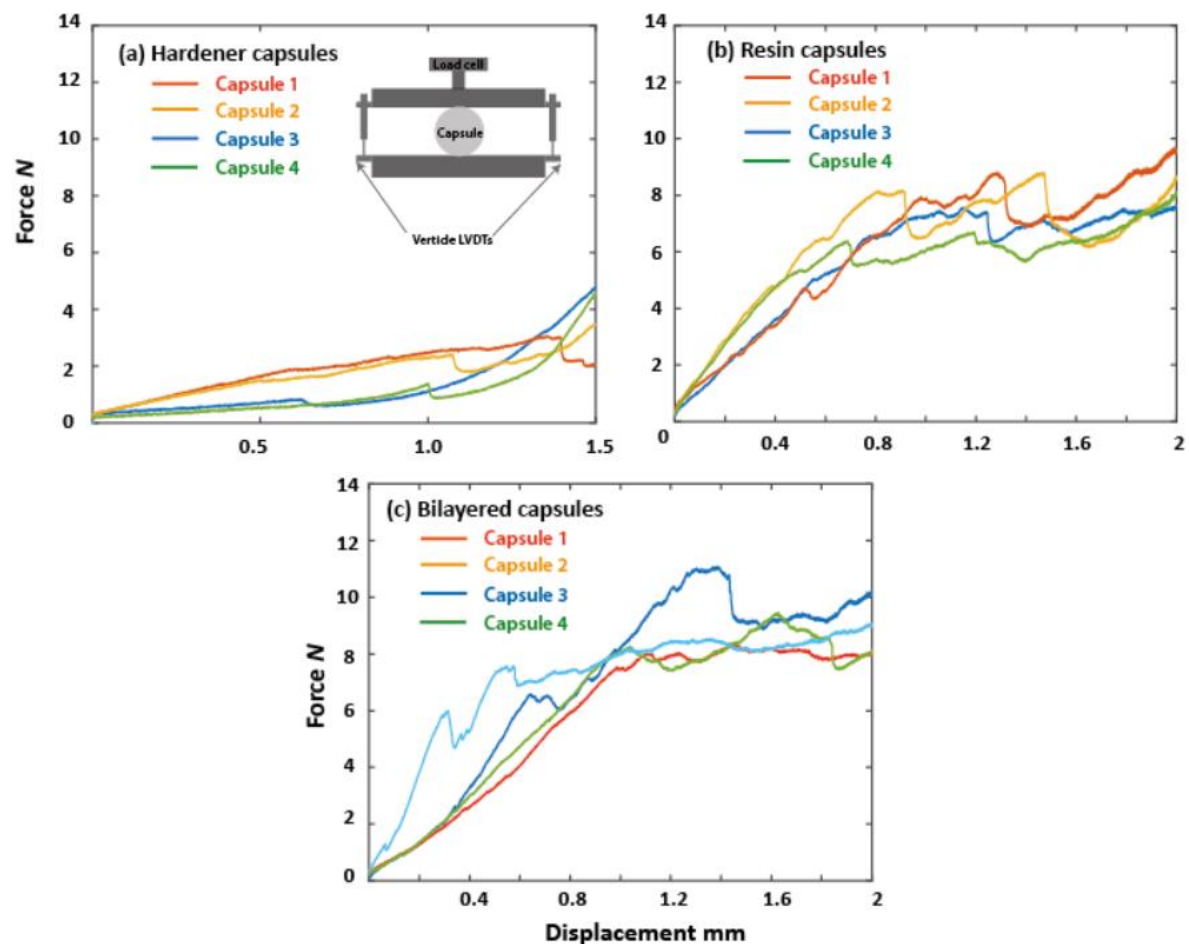 14
12
10
8
6
4
2
0
Force N
(a) Hardener capsules
Capsule 1
Capsule 2
Capsule 3
Capsule 4
Load cell
Capsule
Vertide LVDTs
0.5
1.0
1.5
14
12
10
8
6
4
2
0
(b) Resin capsules
Capsule 1
Capsule 2
Capsule 3
Capsule 4
0.4
0.8
1.2
1.6
2
14
12
10
8
6
4
2
0
Force N
(c) Bilayered capsules
Capsule 1
Capsule 2
Capsule 3
Capsule 4
0.4
0.8
1.2
1.6
2
Displacement mm